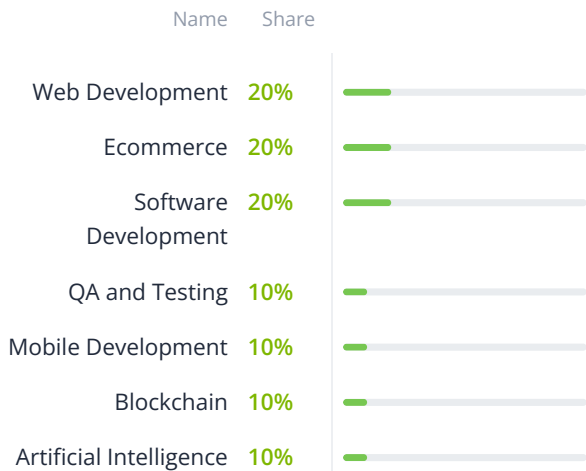 Name Share
Web Development 20%
Ecommerce 20%
Software 20%
Development
QA and Testing 10%
Mobile Development 10%
Blockchain 10%
Artificial Intelligence 10%